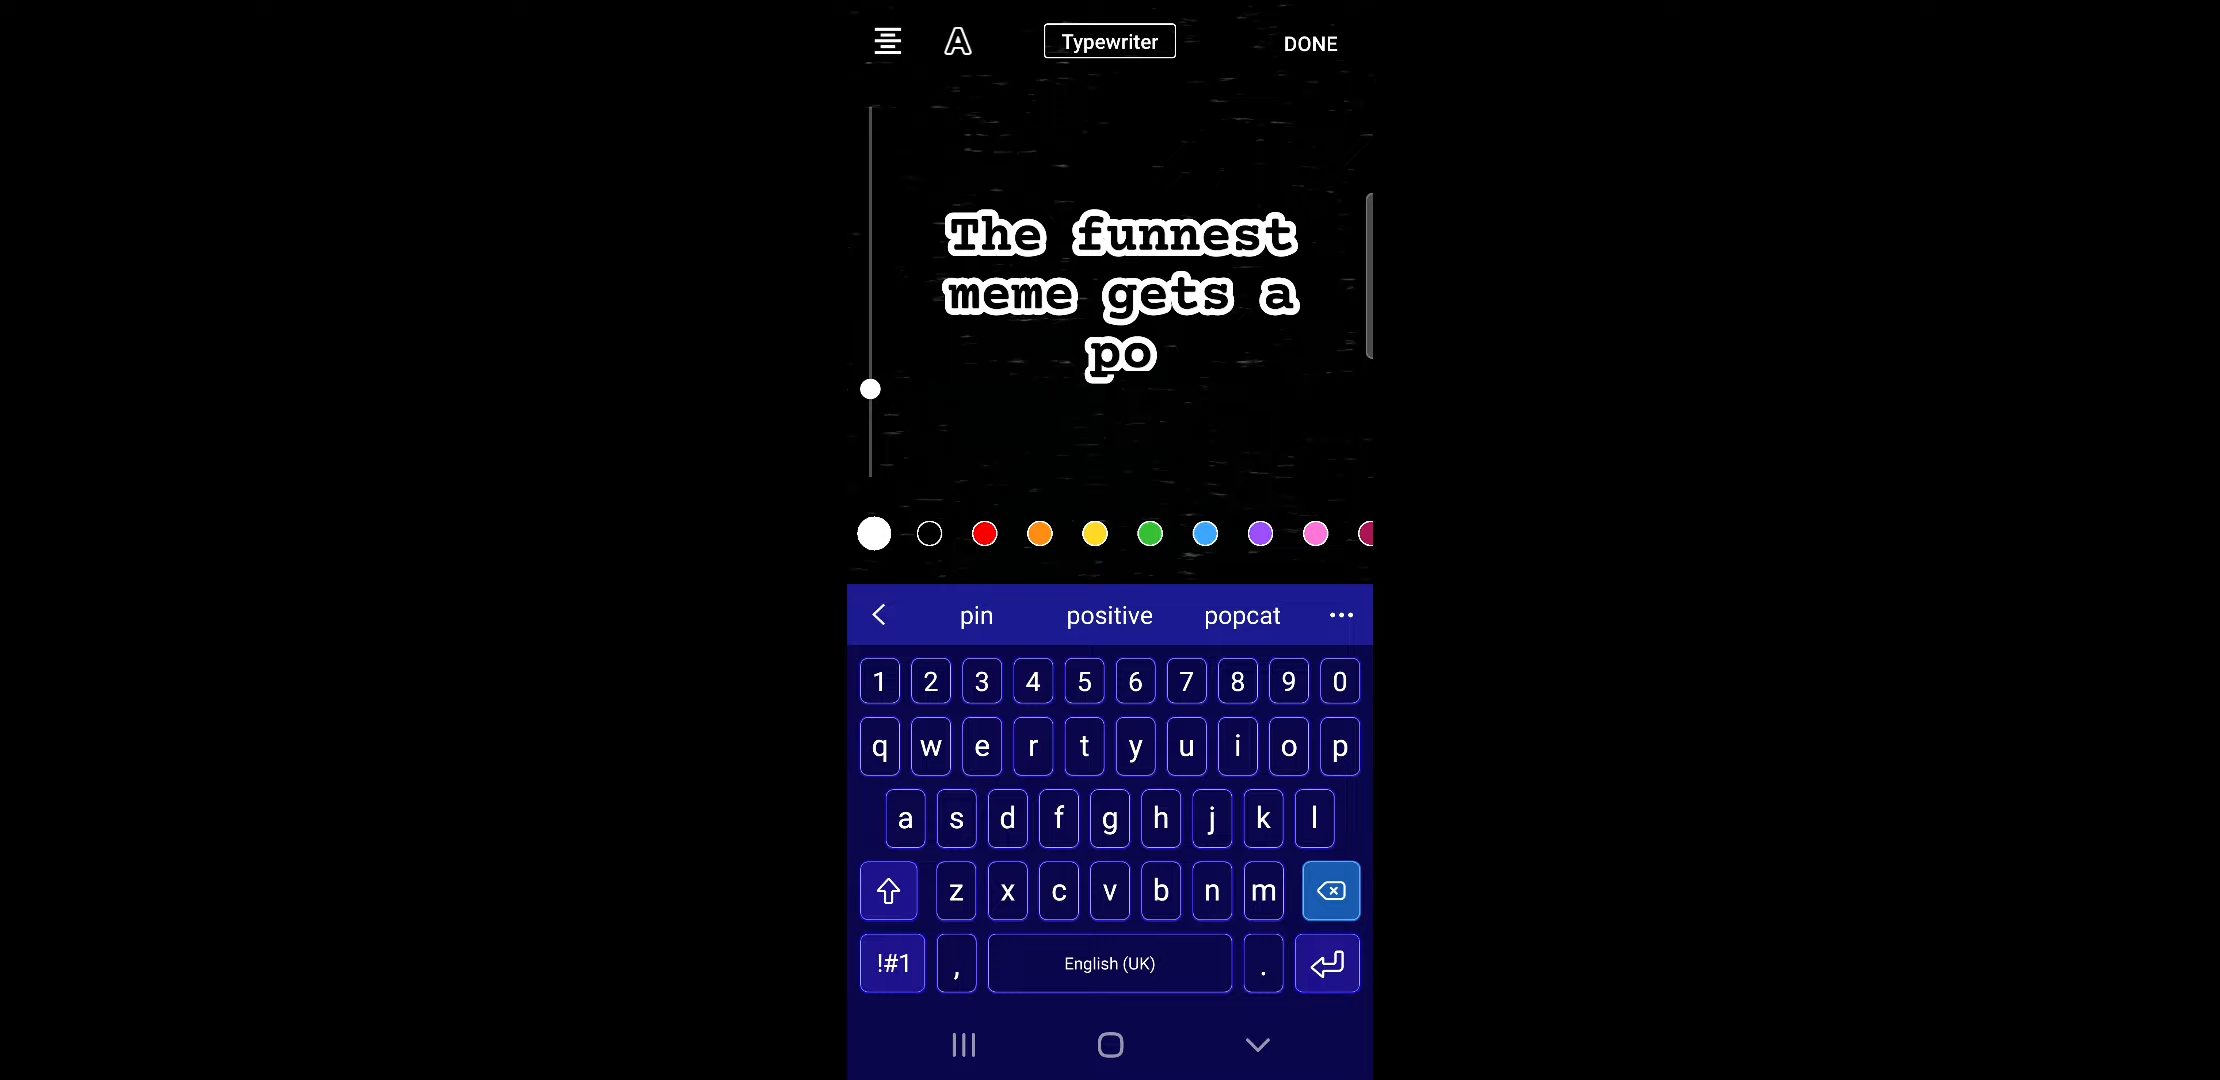 A Typewriter DONE
The funnest
meme gets a
po
pin positive popcat ...
1 2 3 4 5 6 7 8 9 0
q w e r t y u i o p
a s d f g h j k l
z x c v b n m
!#1 , English (UK) .